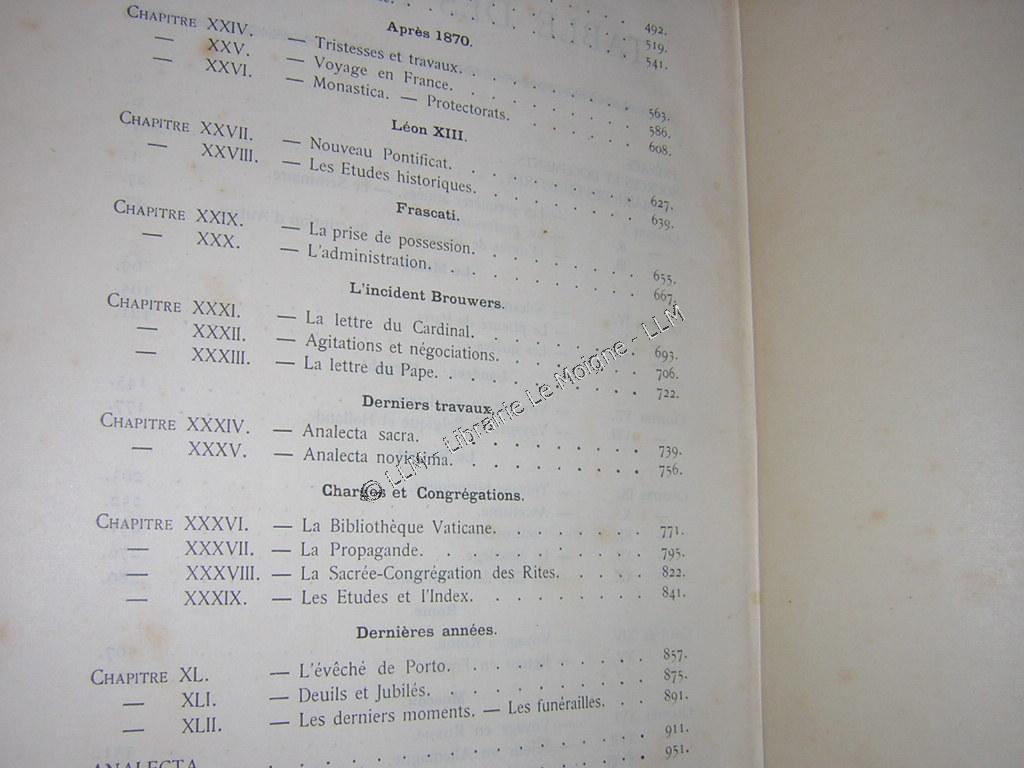 492.
519.
541.
Après 1870.
CHAPITRE XXIV. — Tristesses et travaux. 563.
— XXV. — Voyage en France. 586.
— XXVI. — Monastica. — Protectorats. 608.
Léon XIII.
CHAPITRE XXVII. — Nouveau Pontificat. 627.
— XXVIII. — Les Etudes historiques. 639.
Frascati.
CHAPITRE XXIX. — La prise de possession. 655.
— XXX. — L'administration. 667.
L'incident Brouwers.
CHAPITRE XXXI. — La lettre du Cardinal. 693.
— XXXII. — Agitations et négociations. 706.
— XXXIII. — La lettre du Pape. 722.
Derniers travaux.
CHAPITRE XXXIV. — Analecta sacra. 739.
— XXXV. — Analecta novissima. 756.
Charges et Congrégations.
CHAPITRE XXXVI. — La Bibliothèque Vaticane. 771.
— XXXVII. — La Propagande. 795.
— XXXVIII. — La Sacrée-Congrégation des Rites. 822.
— XXXIX. — Les Etudes et l'Index. 841.
Dernières années.
CHAPITRE XL. — L'évêché de Porto. 857.
— XLI. — Deuils et Jubilés. 875.
— XLII. — Les derniers moments. — Les funérailles. 891.
911.
ANALECTA 951.
© LLM - Librairie Le Moigne - LLM